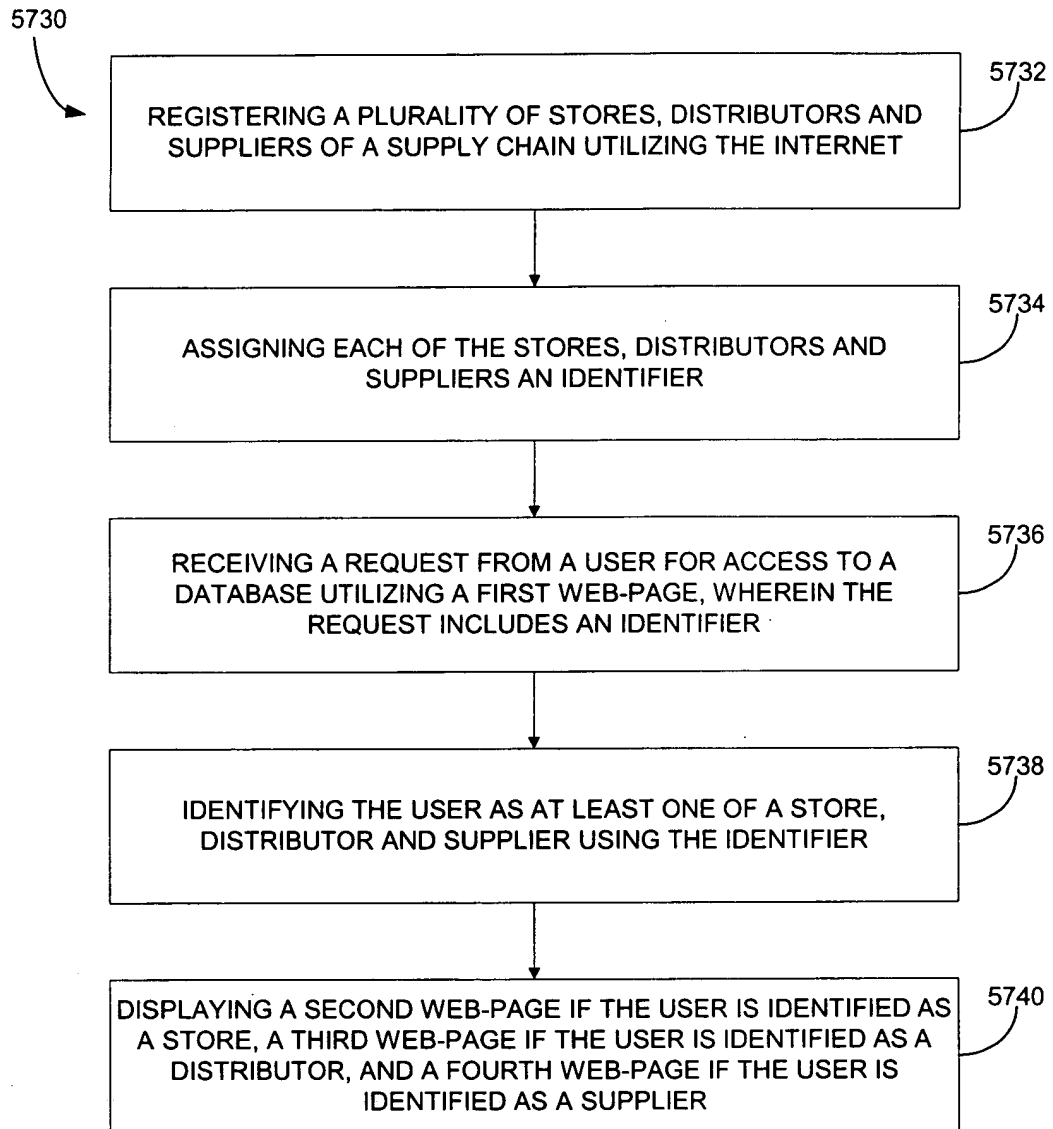 5730
5732
REGISTERING A PLURALITY OF STORES, DISTRIBUTORS AND
SUPPLIERS OF A SUPPLY CHAIN UTILIZING THE INTERNET
5734
ASSIGNING EACH OF THE STORES, DISTRIBUTORS AND
SUPPLIERS AN IDENTIFIER
5736
RECEIVING A REQUEST FROM A USER FOR ACCESS TO A
DATABASE UTILIZING A FIRST WEB-PAGE, WHEREIN THE
REQUEST INCLUDES AN IDENTIFIER
5738
IDENTIFYING THE USER AS AT LEAST ONE OF A STORE,
DISTRIBUTOR AND SUPPLIER USING THE IDENTIFIER
5740
DISPLAYING A SECOND WEB-PAGE IF THE USER IS IDENTIFIED AS
A STORE, A THIRD WEB-PAGE IF THE USER IS IDENTIFIED AS A
DISTRIBUTOR, AND A FOURTH WEB-PAGE IF THE USER IS
IDENTIFIED AS A SUPPLIER